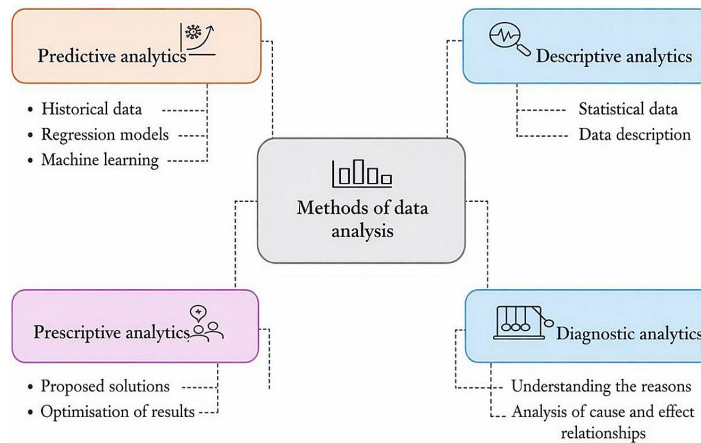 Predictive analytics
• Historical data
• Regression models
• Machine learning
Descriptive analytics
Statistical data
Data description
Methods of data
analysis
Prescriptive analytics
• Proposed solutions
• Optimisation of results
Diagnostic analytics
Understanding the reasons
Analysis of cause and effect
relationships